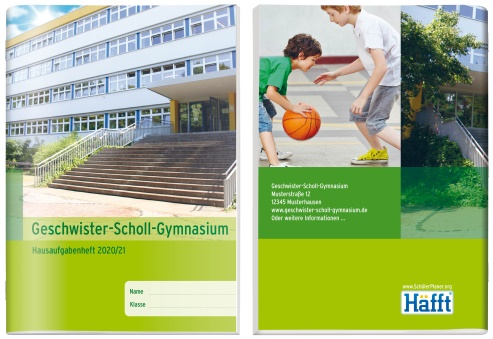 Geschwister-Scholl-Gymnasium
Hausaufgabenheft 2020/21
Name
Klasse
Geschwister-Scholl-Gymnasium
Musterstraße 12
12345 Musterhausen
www.geschwister-scholl-gymnasium.de
Oder weitere Informationen ...
www.SchülerPlaner.org
Häfft